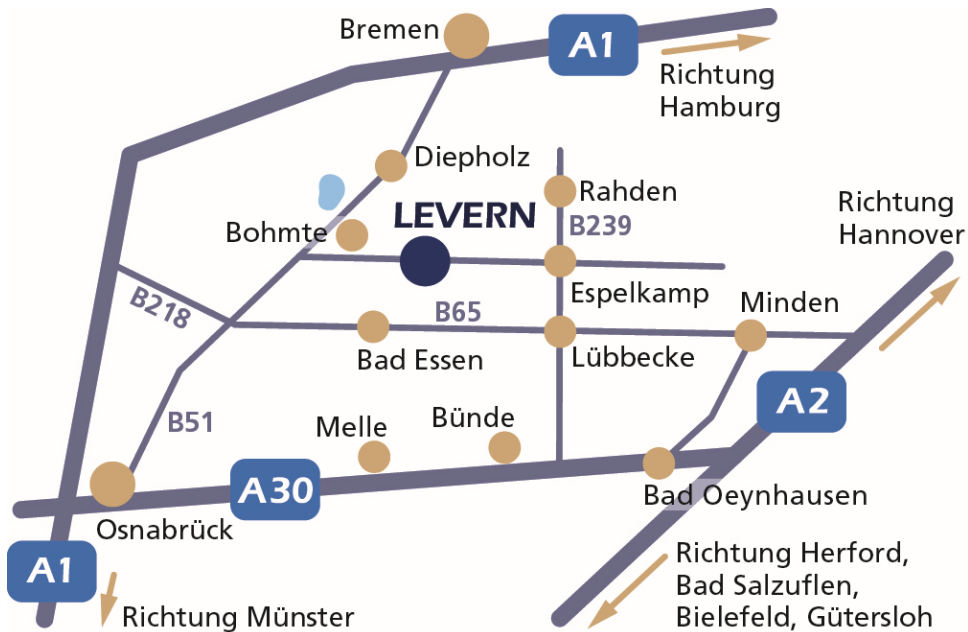 Bremen
A1
Richtung
Hamburg
Diepholz
Rahden
LEVERN
Bohmte
B239
Richtung
Hannover
Espelkamp
Minden
B218
B65
Bad Essen
Lübbecke
A2
B51
Melle
Bünde
A30
Bad Oeynhausen
Osnabrück
A1
Richtung Münster
Richtung Herford,
Bad Salzuflen,
Bielefeld, Gütersloh